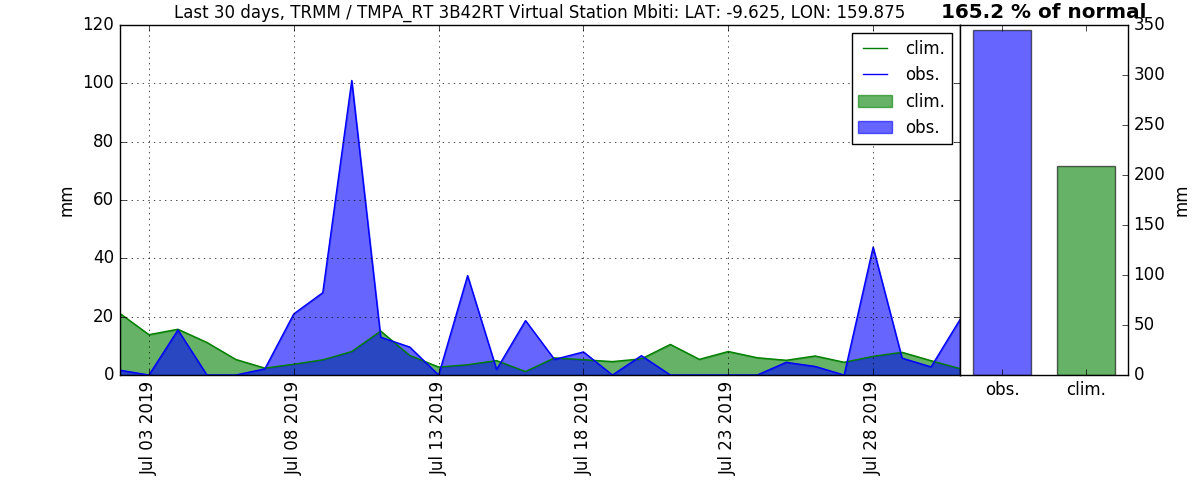 Last 30 days, TRMM / TMPA_RT 3B42RT Virtual Station Mbiti: LAT: -9.625, LON: 159.875
165.2 % of normal
120
100
80
60
40
20
0
mm
clim.
obs.
clim.
obs.
Jul 03 2019
Jul 08 2019
Jul 13 2019
Jul 18 2019
Jul 23 2019
Jul 28 2019
350
300
250
200
150
100
50
0
mm
obs.
clim.